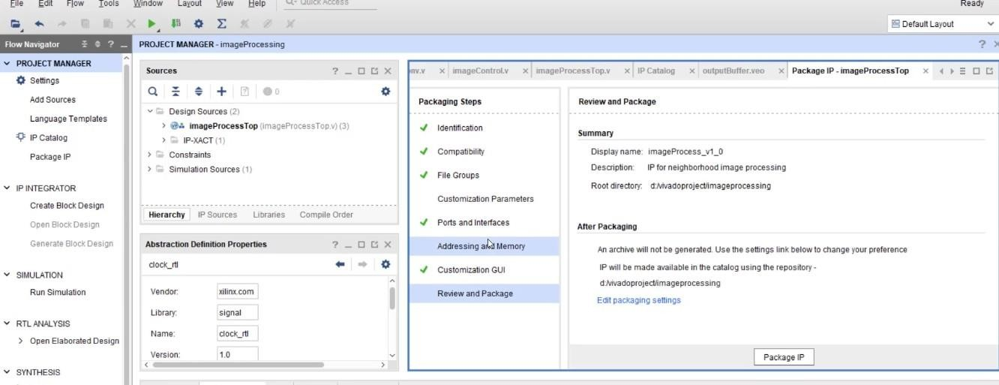 File Edit Flow Tools Window Layout View Help Quick Access Ready
Default Layout
Flow Navigator
PROJECT MANAGER
Settings
Add Sources
Language Templates
IP Catalog
Package IP
IP INTEGRATOR
Create Block Design
Open Block Design
Generate Block Design
SIMULATION
Run Simulation
RTL ANALYSIS
Open Elaborated Design
SYNTHESIS
PROJECT MANAGER - imageProcessing
Sources
0
Design Sources (2)
imageProcessTop (imageProcessTop.v) (3)
IP-XACT (1)
Constraints
Simulation Sources (1)
Hierarchy IP Sources Libraries Compile Order
Abstraction Definition Properties
clock_rtl
Vendor: xilinx.com
Library: signal
Name: clock_rtl
Version: 1.0
imageControl.v imageProcessTop.v IP Catalog outputBuffer.veo Package IP - imageProcessTop
Packaging Steps
Identification
Compatibility
File Groups
Customization Parameters
Ports and Interfaces
Addressing and Memory
Customization GUI
Review and Package
Review and Package
Summary
Display name: imageProcess_v1_0
Description: IP for neighborhood image processing
Root directory: d:/vivadoproject/imageprocessing
After Packaging
An archive will not be generated. Use the settings link below to change your preference
IP will be made available in the catalog using the repository -
d:/vivadoproject/imageprocessing
Edit packaging settings
Package IP